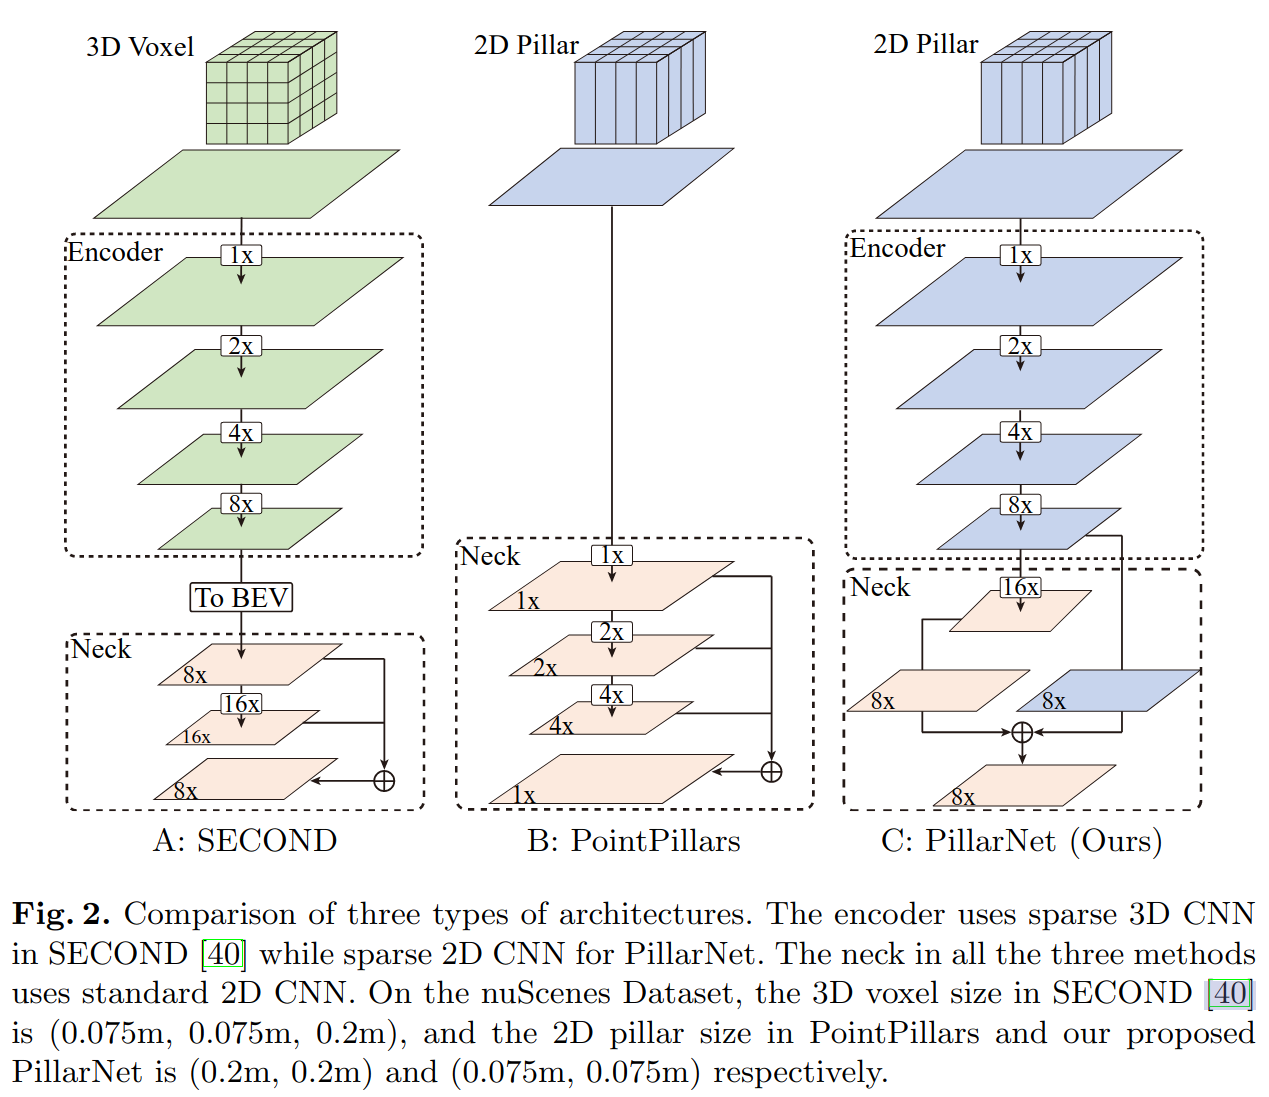 3D Voxel
Encoder
1x
2x
4x
8x
To BEV
Neck
8x
16x
16x
8x
A: SECOND
2D Pillar
Neck
1x
1x
2x
2x
4x
4x
1x
B: PointPillars
2D Pillar
Encoder
1x
2x
4x
8x
Neck
16x
8x
8x
8x
C: PillarNet (Ours)
Fig. 2. Comparison of three types of architectures. The encoder uses sparse 3D CNN
in SECOND [40] while sparse 2D CNN for PillarNet. The neck in all the three methods
uses standard 2D CNN. On the nuScenes Dataset, the 3D voxel size in SECOND [40]
is (0.075m, 0.075m, 0.2m), and the 2D pillar size in PointPillars and our proposed
PillarNet is (0.2m, 0.2m) and (0.075m, 0.075m) respectively.